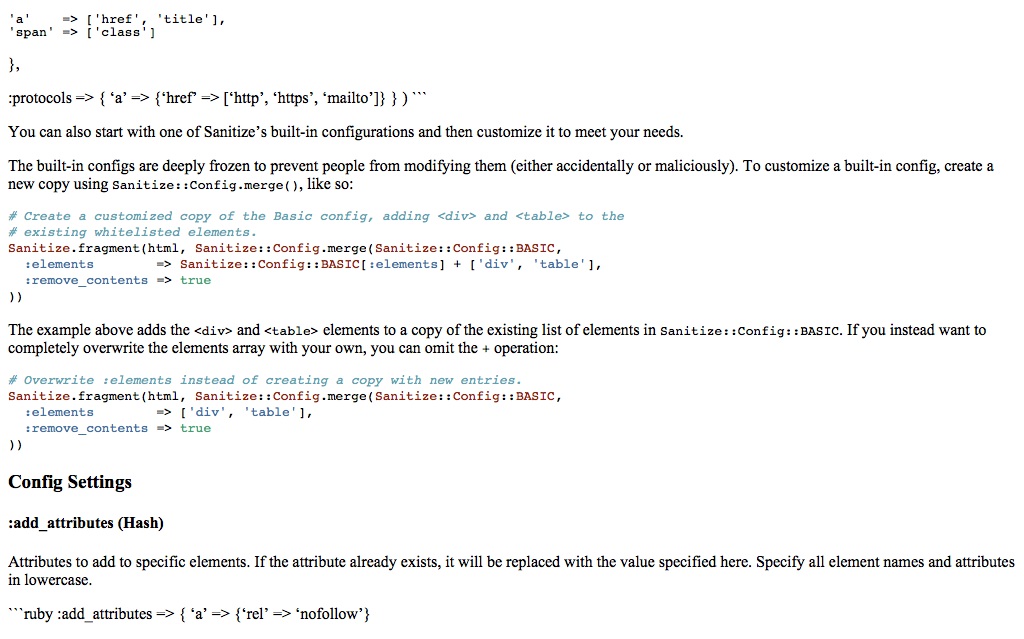 'a'    => ['href', 'title'],
'span' => ['class']
},
:protocols => { ‘a’ => {‘href’ => [‘http’, ‘https’, ‘mailto’]} } ) ```
You can also start with one of Sanitize’s built-in configurations and then customize it to meet your needs.
The built-in configs are deeply frozen to prevent people from modifying them (either accidentally or maliciously). To customize a built-in config, create a
new copy using Sanitize::Config.merge(), like so:
# Create a customized copy of the Basic config, adding <div> and <table> to the
# existing whitelisted elements.
Sanitize.fragment(html, Sanitize::Config.merge(Sanitize::Config::BASIC,
  :elements        => Sanitize::Config::BASIC[:elements] + ['div', 'table'],
  :remove_contents => true
))
The example above adds the <div> and <table> elements to a copy of the existing list of elements in Sanitize::Config::BASIC. If you instead want to
completely overwrite the elements array with your own, you can omit the + operation:
# Overwrite :elements instead of creating a copy with new entries.
Sanitize.fragment(html, Sanitize::Config.merge(Sanitize::Config::BASIC,
  :elements        => ['div', 'table'],
  :remove_contents => true
))
Config Settings
:add_attributes (Hash)
Attributes to add to specific elements. If the attribute already exists, it will be replaced with the value specified here. Specify all element names and attributes
in lowercase.
```ruby :add_attributes => { ‘a’ => {‘rel’ => ‘nofollow’}